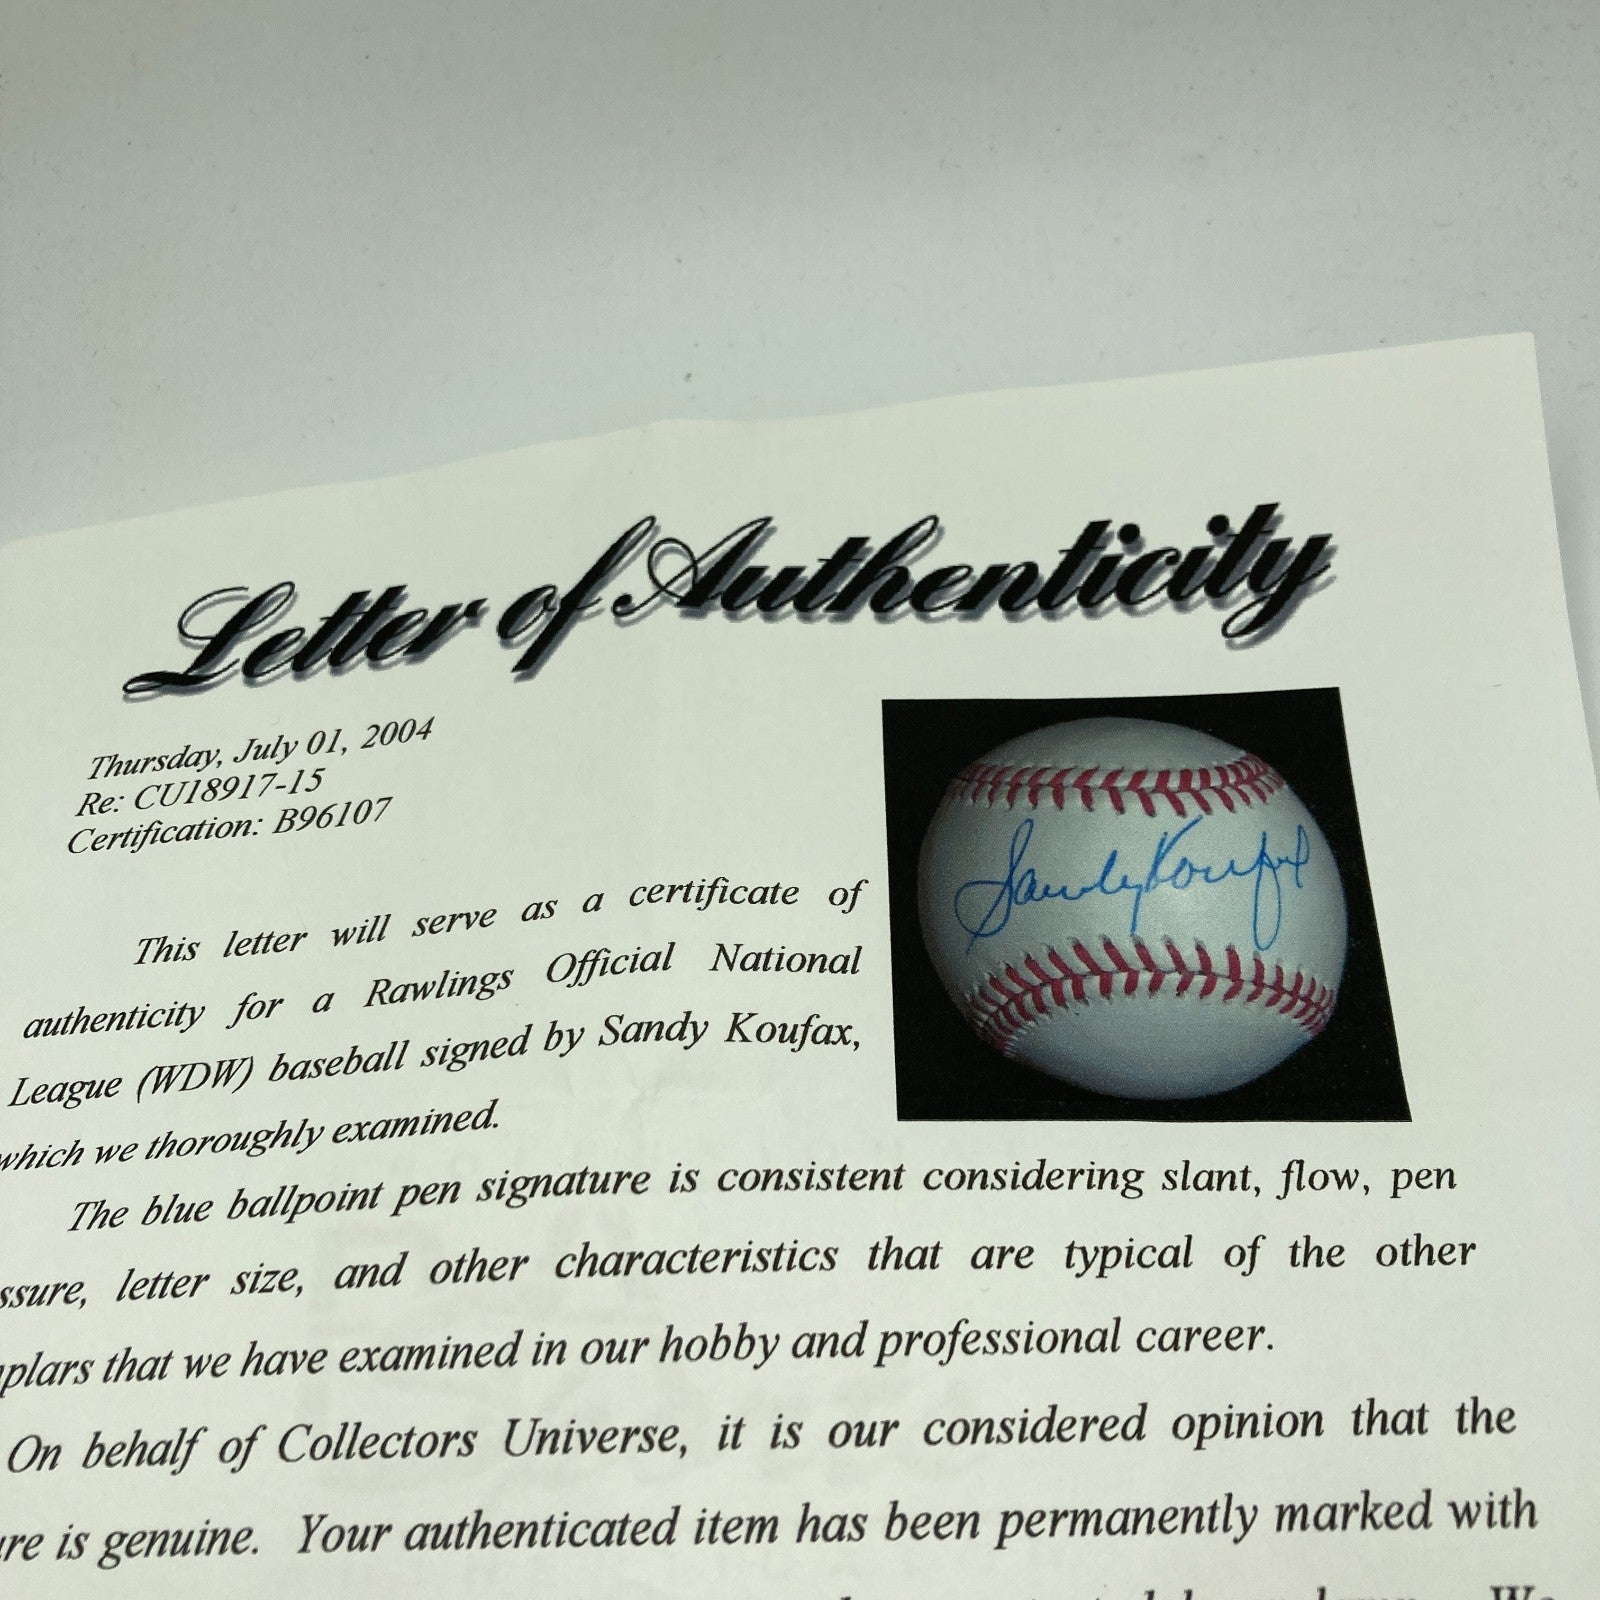 Letter of Authenticity
Thursday, July 01, 2004
Re: CU18917-15
Certification: B96107
Sandy Koufax
This letter will serve as a certificate of
authenticity for a Rawlings Official National
League (WDW) baseball signed by Sandy Koufax,
which we thoroughly examined.
The blue ballpoint pen signature is consistent considering slant, flow, pen
ssure, letter size, and other characteristics that are typical of the other
plars that we have examined in our hobby and professional career.
On behalf of Collectors Universe, it is our considered opinion that the
re is genuine. Your authenticated item has been permanently marked with
We